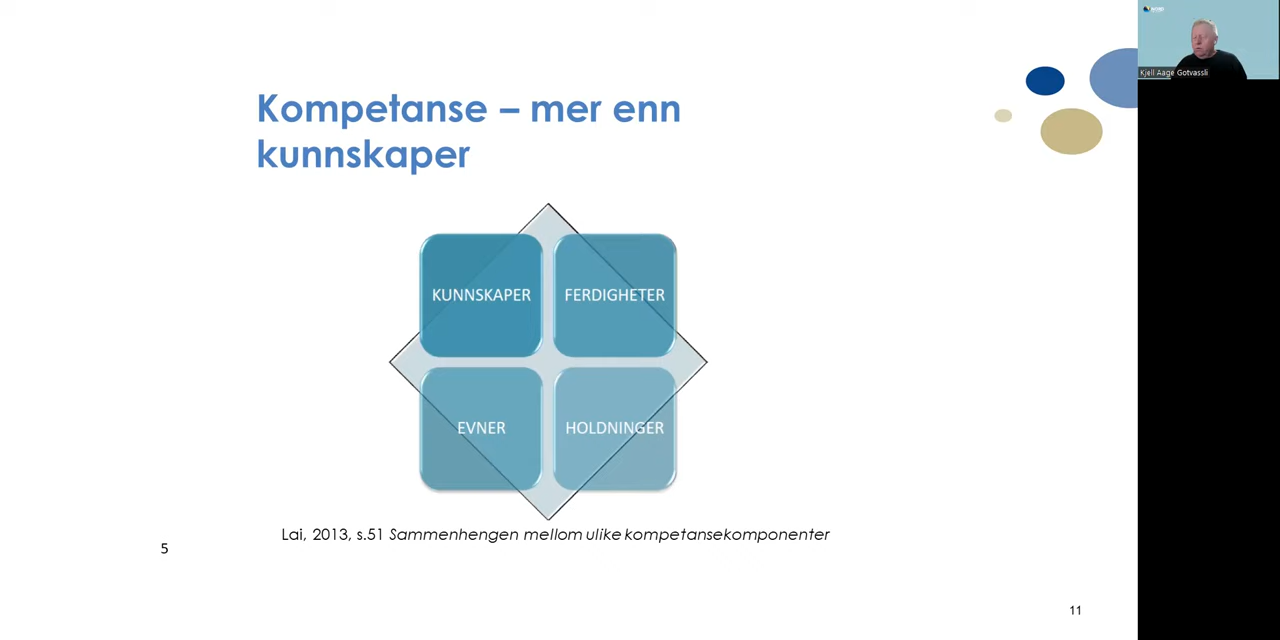 Kompetanse – mer enn
kunnskaper
KUNNSKAPER
FERDIGHETER
EVNER
HOLDNINGER
Lai, 2013, s.51 Sammenhengen mellom ulike kompetansekomponenter
5
11
Kjell Aage Gotvassli